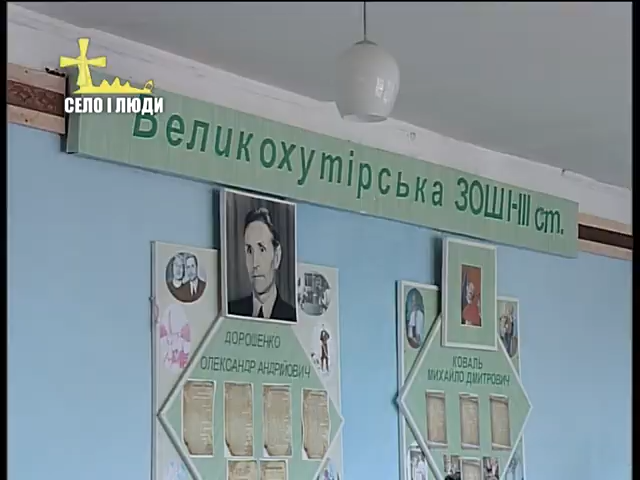 СЕЛО І ЛЮДИ
Великохутірська ЗОШ І-ІІІ ст.
ДОРОШЕНКО
ОЛЕКСАНДР АНДРІЙОВИЧ
КОВАЛЬ
МИХАЙЛО ДМИТРОВИЧ